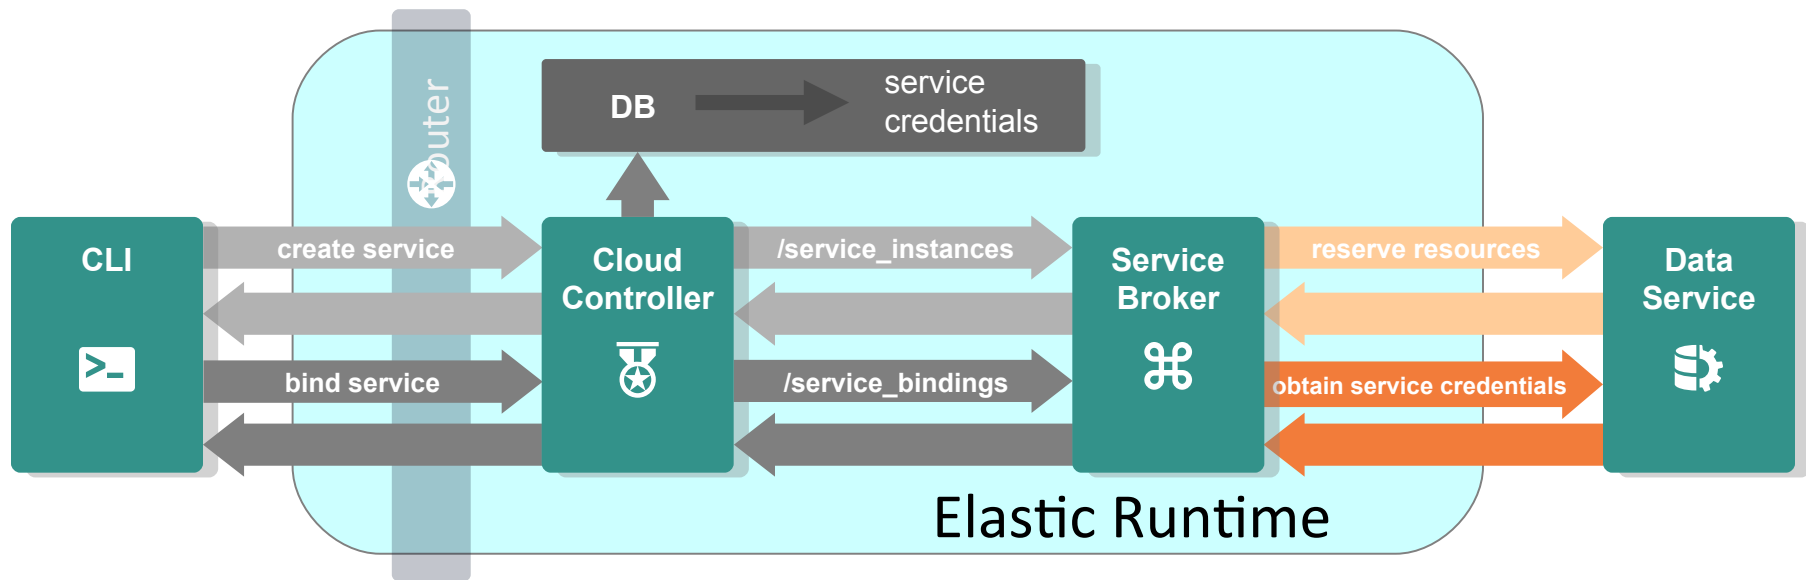 DB
service
credentials
Router
CLI
create service
Cloud
Controller
/service_instances
Service
Broker
reserve resources
Data
Service
>_
bind service
/service_bindings
obtain service credentials
Elastic Runtime